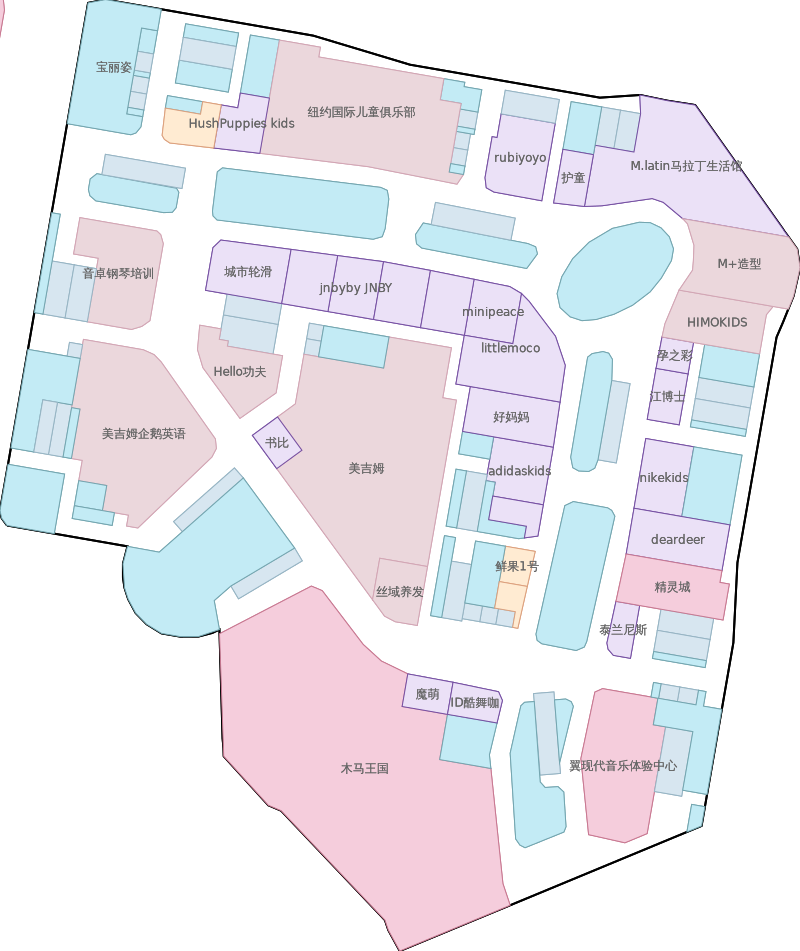 宝丽姿
纽约国际儿童俱乐部
HushPuppies kids
rubiyoyo
护童
M.latin马拉丁生活馆
音卓钢琴培训
城市轮滑
jnbyby JNBY
minipeace
M+造型
HIMOKIDS
littlemoco
孕之彩
Hello功夫
江博士
好妈妈
美吉姆企鹅英语
书比
美吉姆
adidaskids
nikekids
deardeer
鲜果1号
精灵城
丝域养发
泰兰尼斯
魔萌
ID酷舞咖
木马王国
翼现代音乐体验中心